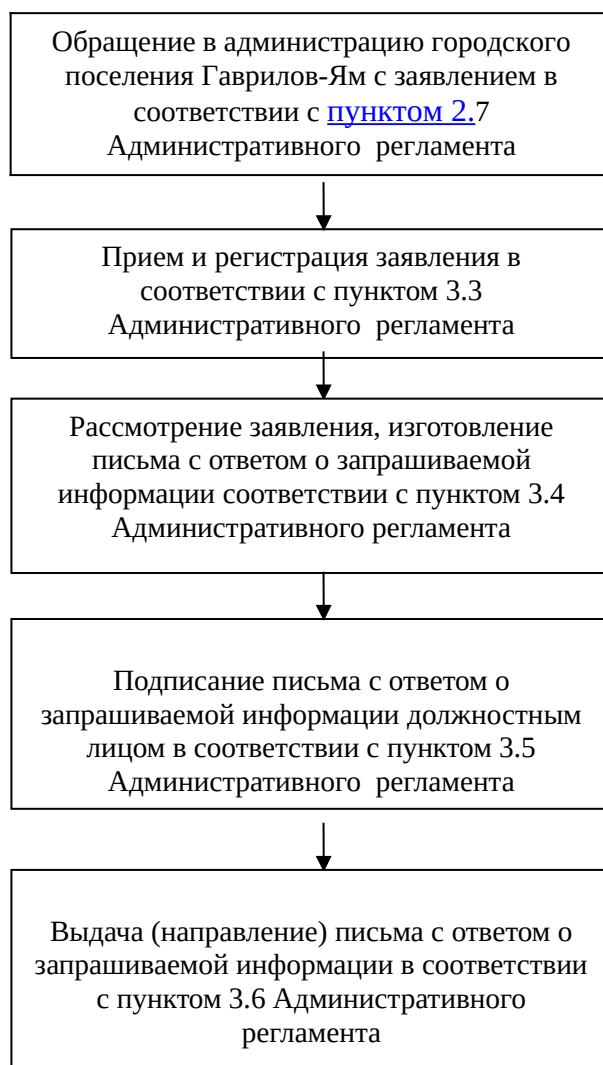 Обращение в администрацию городского
поселения Гаврилов-Ям с заявлением в
соответствии с пунктом 2.7
Административного регламента
Прием и регистрация заявления в
соответствии с пунктом 3.3
Административного регламента
Рассмотрение заявления, изготовление
письма с ответом о запрашиваемой
информации соответствии с пунктом 3.4
Административного регламента
Подписание письма с ответом о
запрашиваемой информации должностным
лицом в соответствии с пунктом 3.5
Административного регламента
Выдача (направление) письма с ответом о
запрашиваемой информации в соответствии
с пунктом 3.6 Административного
регламента